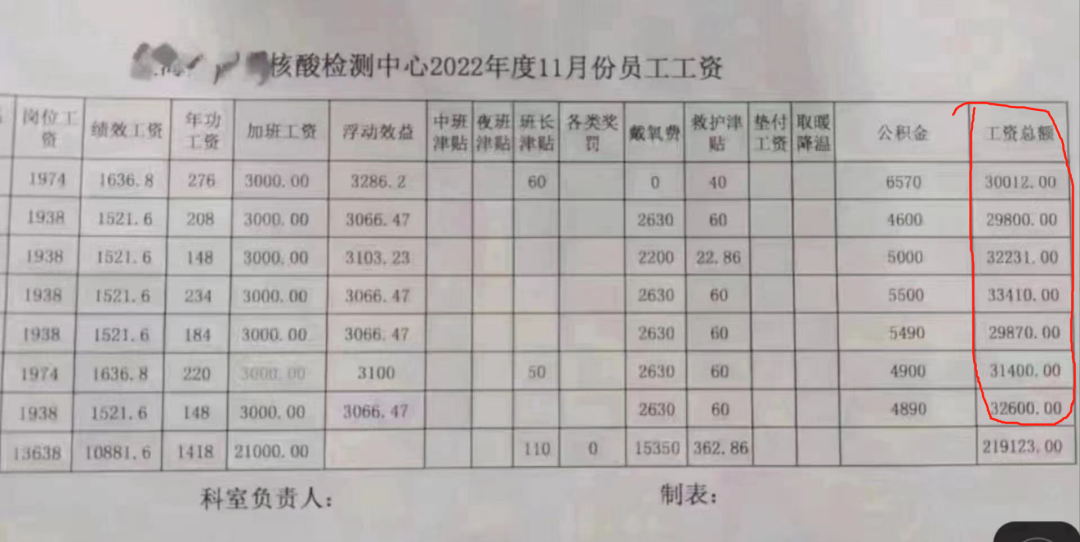 核酸检测中心2022年度11月份员工工资
岗位工资 绩效工资 年功工资 加班工资 浮动效益 中班津贴 夜班津贴 班长津贴 各类奖罚 戴氧费 救护津贴 垫付工资 取暖降温 公积金 工资总额
1974 1636.8 276 3000.00 3286.2 60 0 40 6570 30012.00
1938 1521.6 208 3000.00 3066.47 2630 60 4600 29800.00
1938 1521.6 148 3000.00 3103.23 2200 22.86 5000 32231.00
1938 1521.6 234 3000.00 3066.47 2630 60 5500 33410.00
1938 1521.6 184 3000.00 3066.47 2630 60 5490 29870.00
1974 1636.8 220 3000.00 3100 50 2630 60 4900 31400.00
1938 1521.6 148 3000.00 3066.47 2630 60 4890 32600.00
13638 10881.6 1418 21000.00 110 0 15350 362.86 219123.00
科室负责人： 制表：